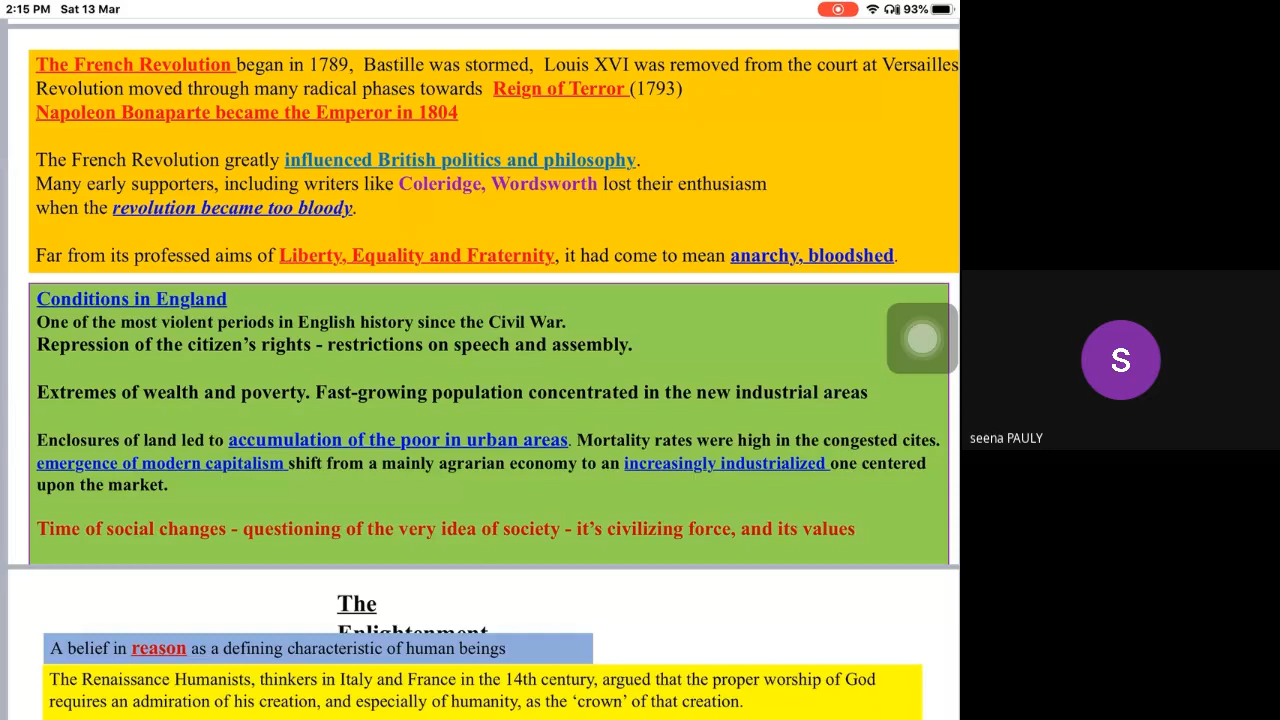 2:15 PM Sat 13 Mar 93%
The French Revolution began in 1789, Bastille was stormed, Louis XVI was removed from the court at Versailles
Revolution moved through many radical phases towards Reign of Terror (1793)
Napoleon Bonaparte became the Emperor in 1804
The French Revolution greatly influenced British politics and philosophy.
Many early supporters, including writers like Coleridge, Wordsworth lost their enthusiasm
when the revolution became too bloody.
Far from its professed aims of Liberty, Equality and Fraternity, it had come to mean anarchy, bloodshed.
Conditions in England
One of the most violent periods in English history since the Civil War.
Repression of the citizen's rights - restrictions on speech and assembly.
Extremes of wealth and poverty. Fast-growing population concentrated in the new industrial areas
Enclosures of land led to accumulation of the poor in urban areas. Mortality rates were high in the congested cites.
emergence of modern capitalism shift from a mainly agrarian economy to an increasingly industrialized one centered
upon the market.
Time of social changes - questioning of the very idea of society - it's civilizing force, and its values
The
Enlightenment
A belief in reason as a defining characteristic of human beings
The Renaissance Humanists, thinkers in Italy and France in the 14th century, argued that the proper worship of God
requires an admiration of his creation, and especially of humanity, as the 'crown' of that creation.
S
seena PAULY